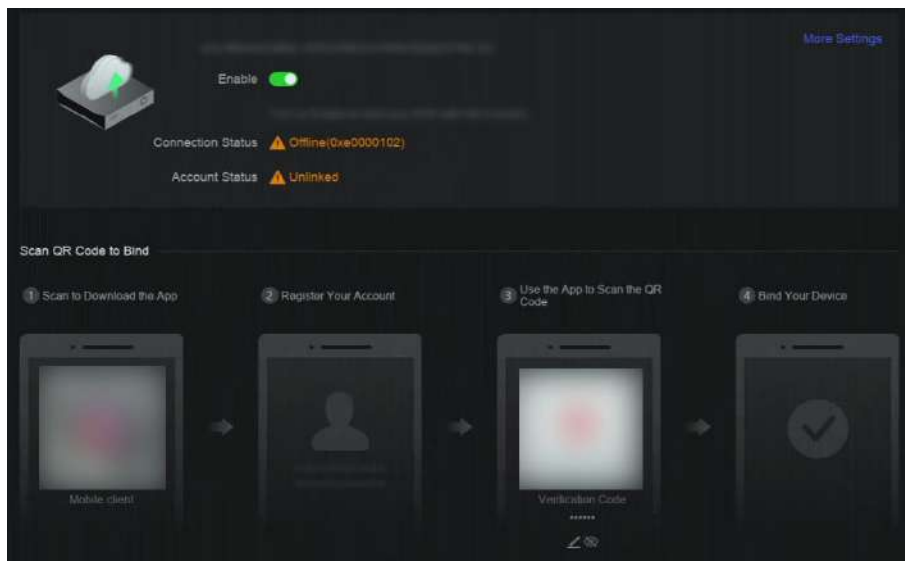 More Settings
Enable
Connection Status Offline(0xe0000102)
Account Status Unlinked
Scan QR Code to Bind
1 Scan to Download the App
2 Register Your Account
3 Use the App to Scan the QR
Code
4 Bind Your Device
Mobile client
Verification Code
******